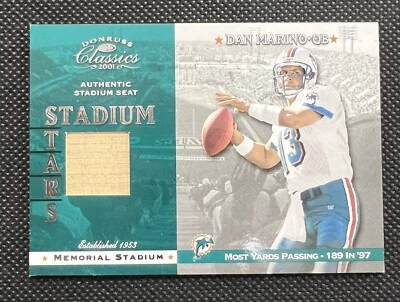 DONRUSS
Classics
2001
AUTHENTIC
STADIUM SEAT
STADIUM
STARS
Established 1953
MEMORIAL STADIUM
DAN MARINO-QB
13
MOST YARDS PASSING - 189 IN '97